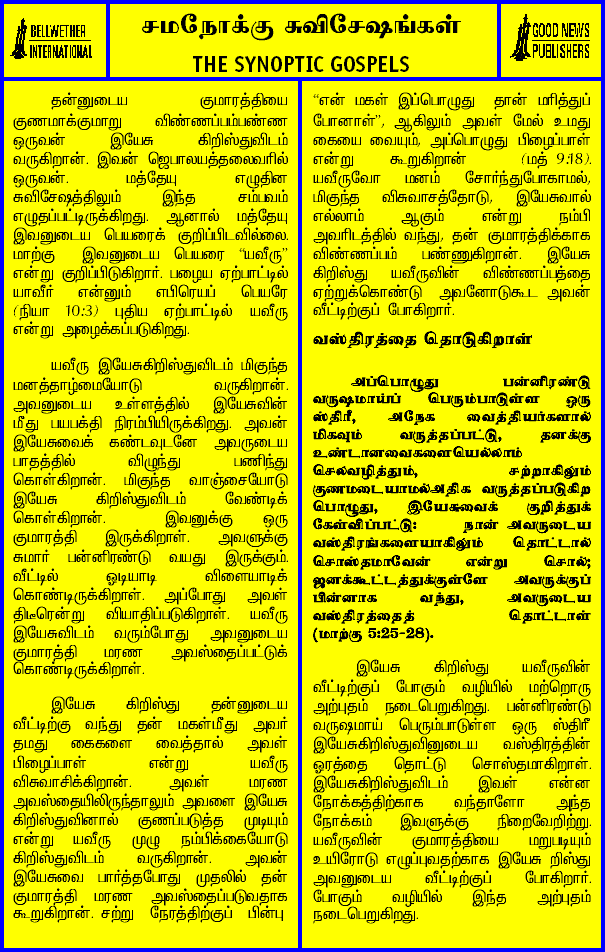 BELLWETHER
INTERNATIONAL
சமநோக்கு சுவிசேஷங்கள்
THE SYNOPTIC GOSPELS
GOOD NEWS
PUBLISHERS
தன்னுடைய குமாரத்தியை
குணமாக்குமாறு விண்ணப்பம்பண்ண
ஒருவன் இயேசு கிறிஸ்துவிடம்
வருகிறான். இவன் ஜெபாலயத்தலைவரில்
ஒருவன். மத்தேயு எழுதின
சுவிசேஷத்திலும் இந்த சம்பவம்
எழுதப்பட்டிருக்கிறது. ஆனால் மத்தேயு
இவனுடைய பெயரைக் குறிப்பிடவில்லை.
மாற்கு இவனுடைய பெயரை “யவீரு”
என்று குறிப்பிடுகிறார். பழைய ஏற்பாட்டில்
யாவீர் என்னும் எபிரெயப் பெயரே
(நியா 10:3) புதிய ஏற்பாட்டில் யவீரு
என்று அழைக்கப்படுகிறது.
யவீரு இயேசுகிறிஸ்துவிடம் மிகுந்த
மனத்தாழ்மையோடு வருகிறான்.
அவனுடைய உள்ளத்தில் இயேசுவின்
மீது பயபக்தி நிரம்பியிருக்கிறது. அவன்
இயேசுவைக் கண்டவுடனே அவருடைய
பாதத்தில் விழுந்து பணிந்து
கொள்கிறான். மிகுந்த வாஞ்சையோடு
இயேசு கிறிஸ்துவிடம் வேண்டிக்
கொள்கிறான். இவனுக்கு ஒரு
குமாரத்தி இருக்கிறாள். அவளுக்கு
சுமார் பன்னிரண்டு வயது இருக்கும்.
வீட்டில் ஓடியாடி விளையாடிக்
கொண்டிருக்கிறாள். அப்போது அவள்
திடீரென்று வியாதிப்படுகிறாள். யவீரு
இயேசுவிடம் வரும்போது அவனுடைய
குமாரத்தி மரண அவஸ்தைப்பட்டுக்
கொண்டிருக்கிறாள்.
இயேசு கிறிஸ்து தன்னுடைய
வீட்டிற்கு வந்து தன் மகள்மீது அவர்
தமது கைகளை வைத்தால் அவள்
பிழைப்பாள் என்று யவீரு
விசுவாசிக்கிறான். அவள் மரண
அவஸ்தையிலிருந்தாலும் அவளை இயேசு
கிறிஸ்துவினால் குணப்படுத்த முடியும்
என்று யவீரு முழு நம்பிக்கையோடு
கிறிஸ்துவிடம் வருகிறான். அவன்
இயேசுவை பார்த்தபோது முதலில் தன்
குமாரத்தி மரண அவஸ்தைப்படுவதாக
கூறுகிறான். சற்று நேரத்திற்குப் பின்பு
“என் மகள் இப்பொழுது தான் மரித்துப்
போனாள்”, ஆகிலும் அவள் மேல் உமது
கையை வையும், அப்பொழுது பிழைப்பாள்
என்று கூறுகிறான் (மத் 9:18).
யவீருவோ மனம் சோர்ந்துபோகாமல்,
மிகுந்த விசுவாசத்தோடு, இயேசுவால்
எல்லாம் ஆகும் என்று நம்பி
அவரிடத்தில் வந்து, தன் குமாரத்திக்காக
விண்ணப்பம் பண்ணுகிறான். இயேசு
கிறிஸ்து யவீருவின் விண்ணப்பத்தை
ஏற்றுக்கொண்டு அவனோடுகூட அவன்
வீட்டிற்குப் போகிறார்.
வஸ்திரத்தை தொடுகிறாள்
அப்பொழுது பன்னிரண்டு
வருஷமாய்ப் பெரும்பாடுள்ள ஒரு
ஸ்திரீ, அநேக வைத்தியர்களால்
மிகவும் வருத்தப்பட்டு, தனக்கு
உண்டானவைகளையெல்லாம்
செலவழித்தும், சற்றாகிலும்
குணமடையாமல்அதிக வருத்தப்படுகிற
பொழுது, இயேசுவைக் குறித்துக்
கேள்விப்பட்டு: நான் அவருடைய
வஸ்திரங்களையாகிலும் தொட்டால்
சொஸ்தமாவேன் என்று சொல்;
ஜனக்கூட்டத்துக்குள்ளே அவருக்குப்
பின்னாக வந்து, அவருடைய
வஸ்திரத்தைத் தொட்டாள்
(மாற்கு 5:25-28).
இயேசு கிறிஸ்து யவீருவின்
வீட்டிற்குப் போகும் வழியில் மற்றொரு
அற்புதம் நடைபெறுகிறது. பன்னிரண்டு
வருஷமாய் பெரும்பாடுள்ள ஒரு ஸ்திரீ
இயேசுகிறிஸ்துவினுடைய வஸ்திரத்தின்
ஓரத்தை தொட்டு சொஸ்தமாகிறாள்.
இயேசுகிறிஸ்துவிடம் இவள் என்ன
நோக்கத்திற்காக வந்தாளோ அந்த
நோக்கம் இவளுக்கு நிறைவேறிற்று.
யவீருவின் குமாரத்தியை மறுபடியும்
உயிரோடு எழுப்புவதற்காக இயேசு றிஸ்து
அவனுடைய வீட்டிற்குப் போகிறார்.
போகும் வழியில் இந்த அற்புதம்
நடைபெறுகிறது.